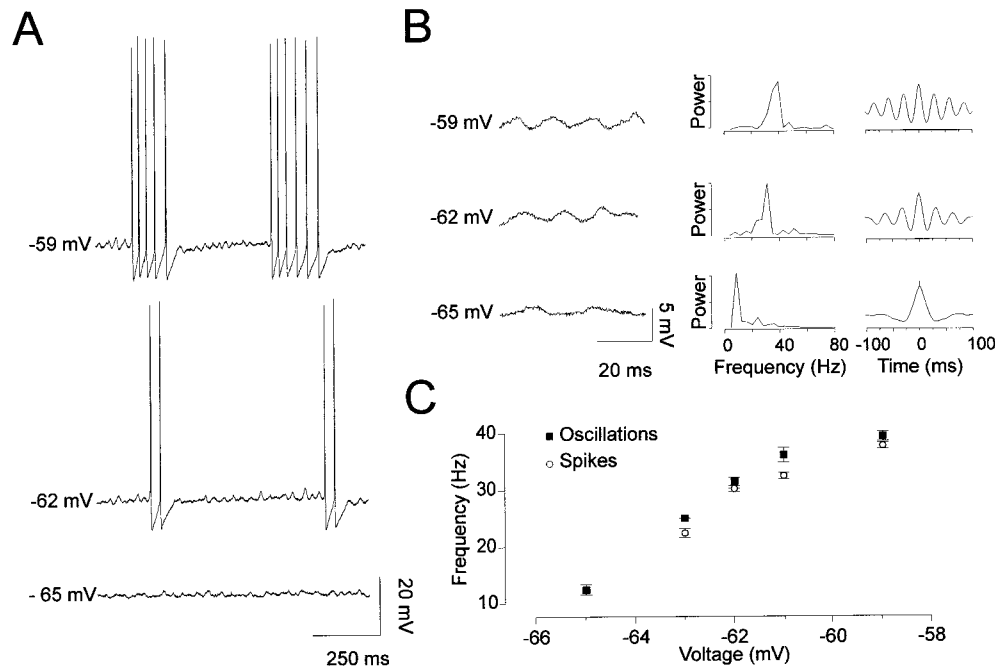 A
-59 mV
-62 mV
- 65 mV
20 mV
250 ms
B
-59 mV
-62 mV
-65 mV
5 mV
20 ms
Power
Power
Power
0 40 80
Frequency (Hz)
-100 0 100
Time (ms)
C
Oscillations
Spikes
Frequency (Hz)
40
30
20
10
-66 -64 -62 -60 -58
Voltage (mV)